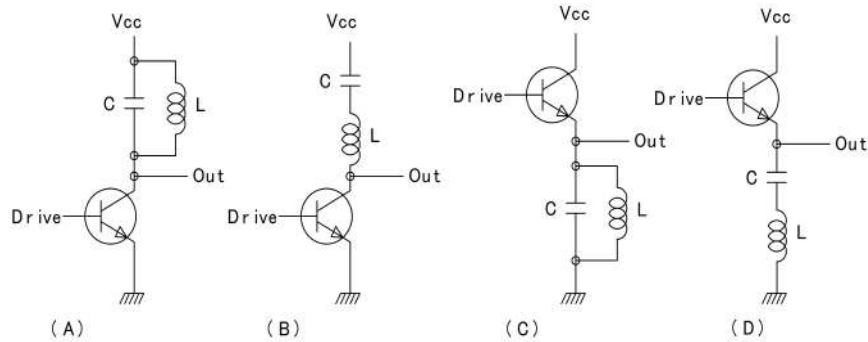 Vcc Vcc Vcc Vcc
C L Out Drive
C L Out Drive
Drive Out C L
Drive Out C L
(A) (B) (C) (D)